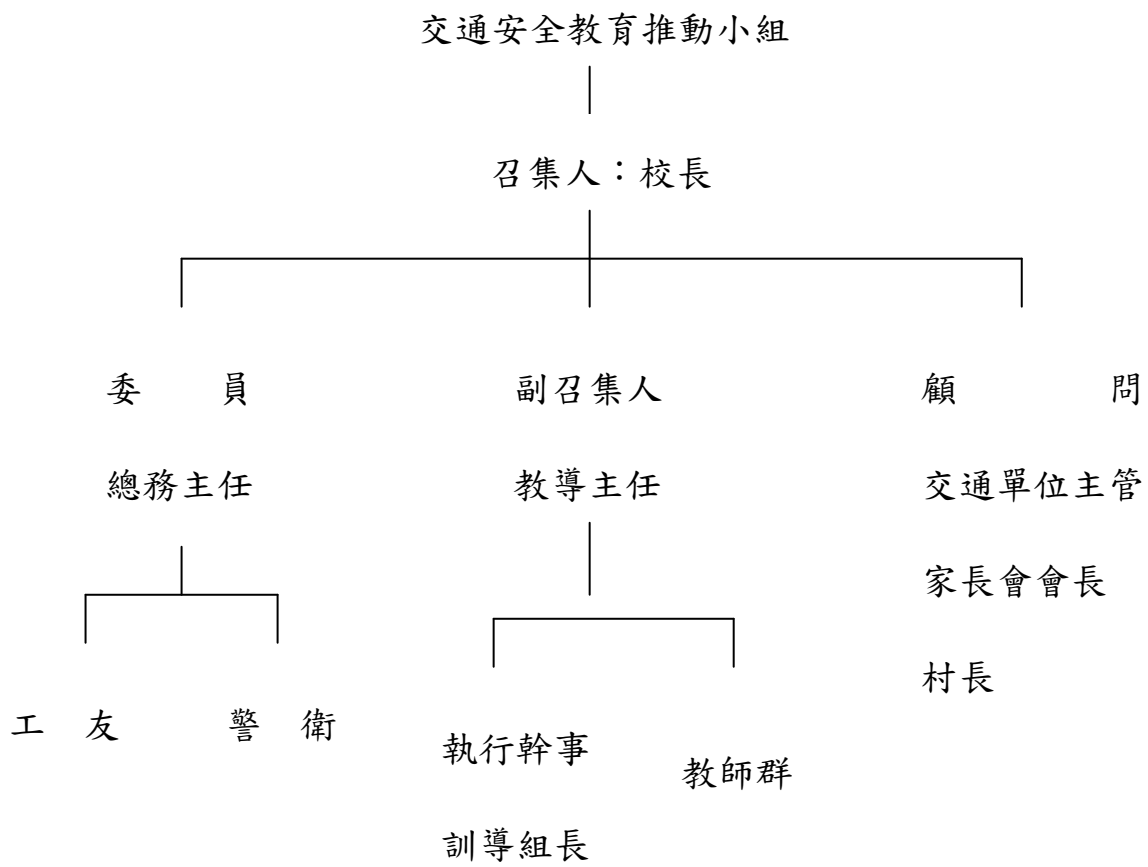 交通安全教育推動小組
召集人：校長
委　　員
副召集人
顧　　　　問
總務主任
教導主任
交通單位主管
家長會會長
村長
工　友
警　衛
執行幹事
教師群
訓導組長